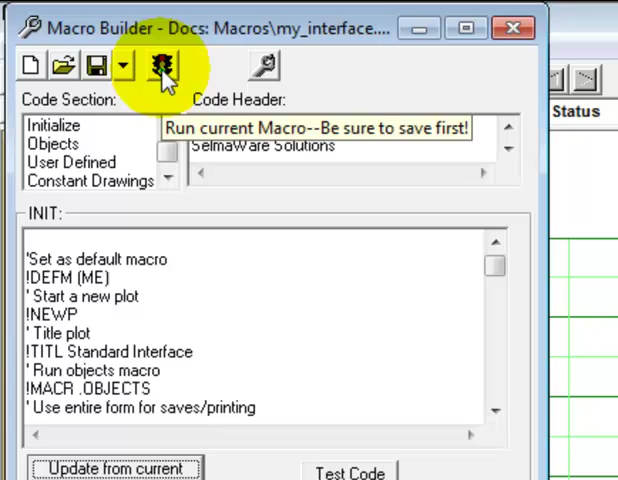 Macro Builder - Docs: Macros\my_interface....
Code Section:
Code Header:
Status
Initialize
Objects
User Defined
Constant Drawings
Run current Macro--Be sure to save first!
SelmaWare Solutions
INIT:
'Set as default macro
!DEFM (ME)
' Start a new plot
!NEWP
' Title plot
!TITL Standard Interface
' Run objects macro
!MACR .OBJECTS
' Use entire form for saves/printing
Update from current
Test Code